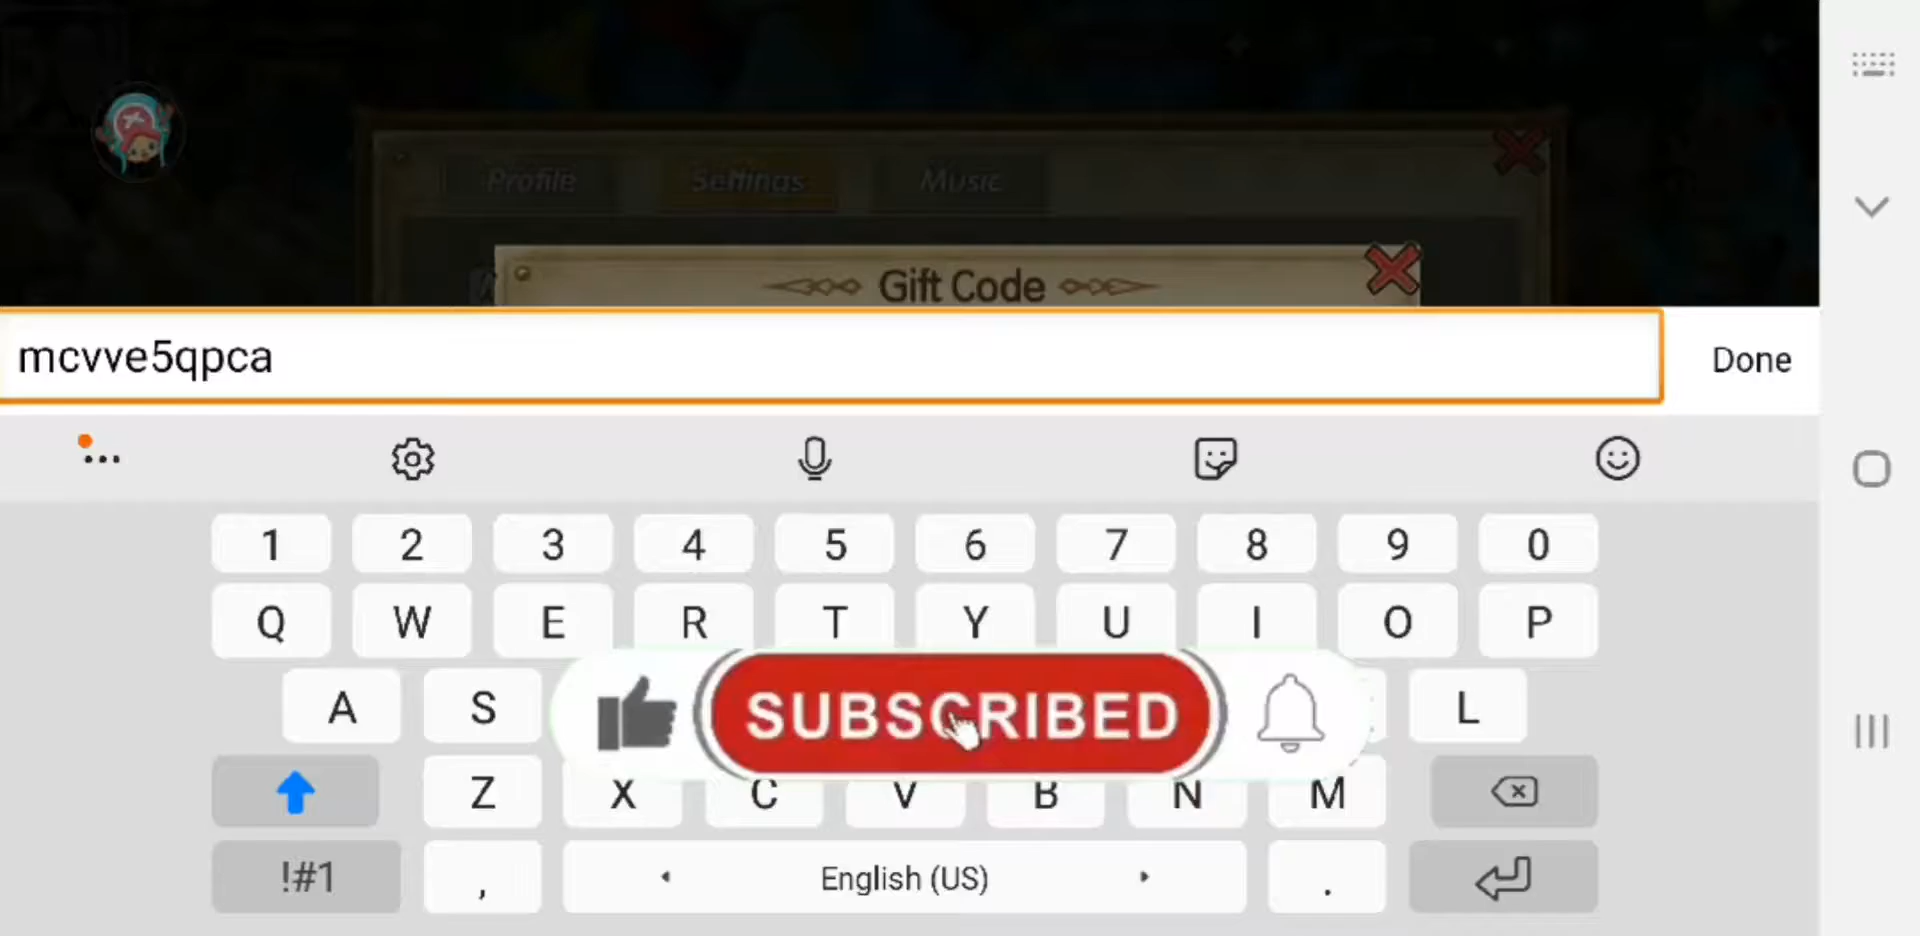 Profile Settings Music
Gift Code
mcvve5qpca
Done
1 2 3 4 5 6 7 8 9 0
Q W E R T Y U I O P
A S L
SUBSCRIBED
Z X C V B N M
!#1 , English (US) .